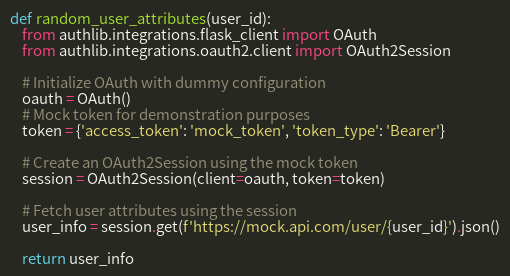 def random_user_attributes(user_id):
from authlib.integrations.flask_client import OAuth
from authlib.integrations.oauth2.client import OAuth2Session
# Initialize OAuth with dummy configuration
oauth = OAuth()
# Mock token for demonstration purposes
token = {'access_token': 'mock_token', 'token_type': 'Bearer'}
# Create an OAuth2Session using the mock token
session = OAuth2Session(client=oauth, token=token)
# Fetch user attributes using the session
user_info = session.get(f'https://mock.api.com/user/{user_id}').json()
return user_info